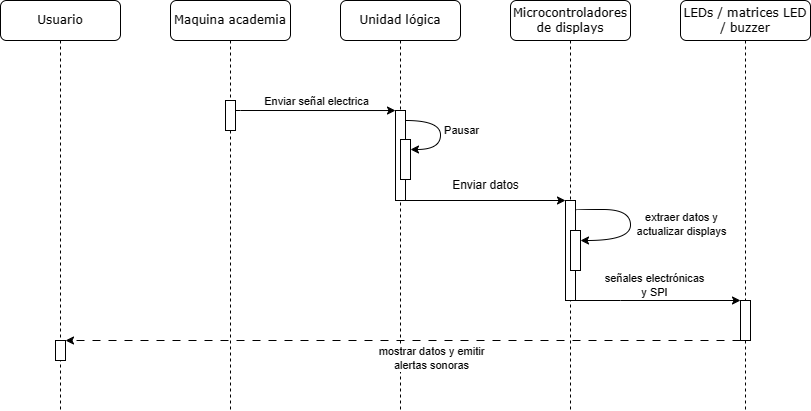 Usuario
Maquina academia
Unidad lógica
Microcontroladores
de displays
LEDs / matrices LED
/ buzzer
Enviar señal electrica
Pausar
Enviar datos
extraer datos y
actualizar displays
señales electrónicas
y SPI
mostrar datos y emitir
alertas sonoras